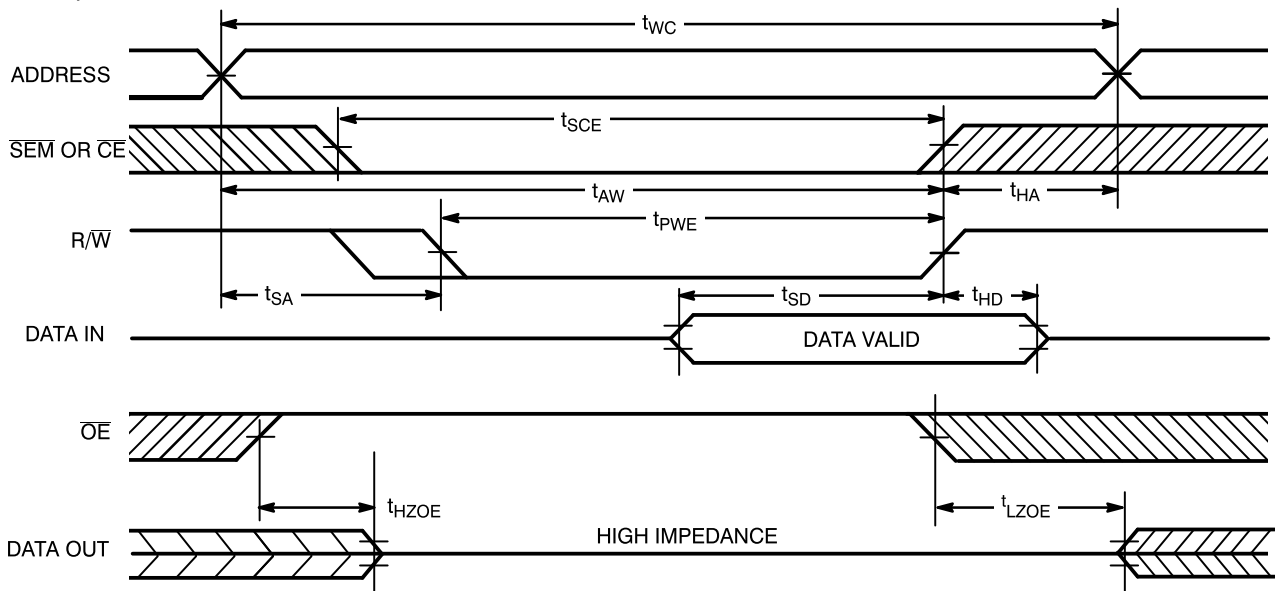 tWC
ADDRESS
tSCE
SEM OR CE
tAW
tHA
tPWE
R/W
tSA
tSD
tHD
DATA IN
DATA VALID
OE
tHZOE
tLZOE
HIGH IMPEDANCE
DATA OUT